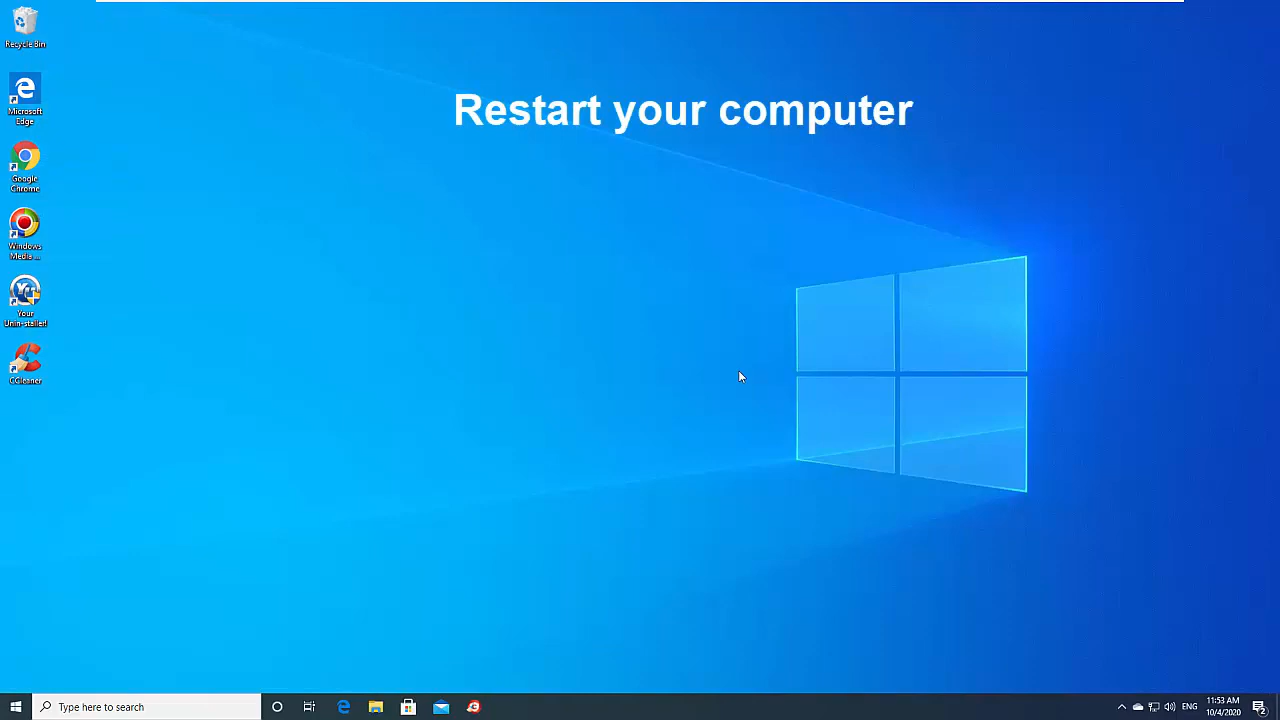 Restart your computer
Recycle Bin
Microsoft
Edge
Google
Chrome
Windows
Media ...
Your
Unin-staller!
CCleaner
Type here to search
ENG
11:53 AM
10/4/2020
2